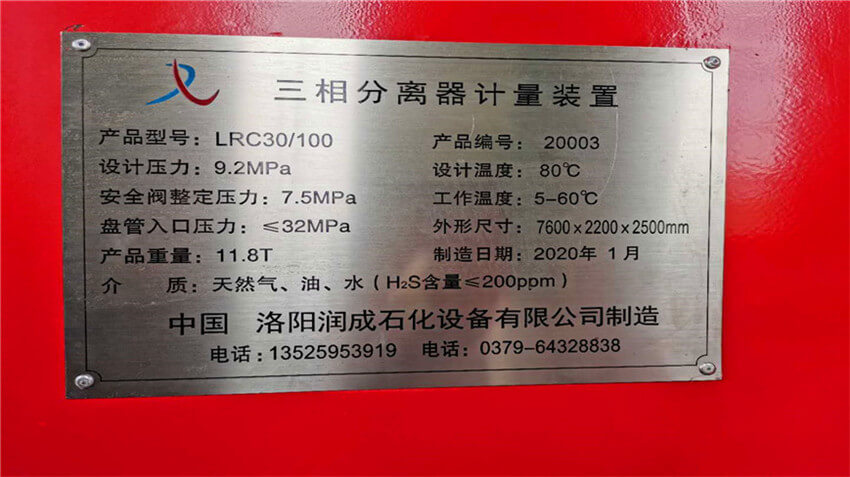 三相分离器计量装置
产品型号：LRC30/100 产品编号：20003
设计压力：9.2MPa 设计温度：80℃
安全阀整定压力：7.5MPa 工作温度：5-60℃
盘管入口压力：≤32MPa 外形尺寸：7600×2200×2500mm
产品重量：11.8T 制造日期：2020年 1月
介 质：天然气、油、水（H₂S含量≤200ppm）
中国 洛阳润成石化设备有限公司制造
电话：13525953919 电话：0379-64328838